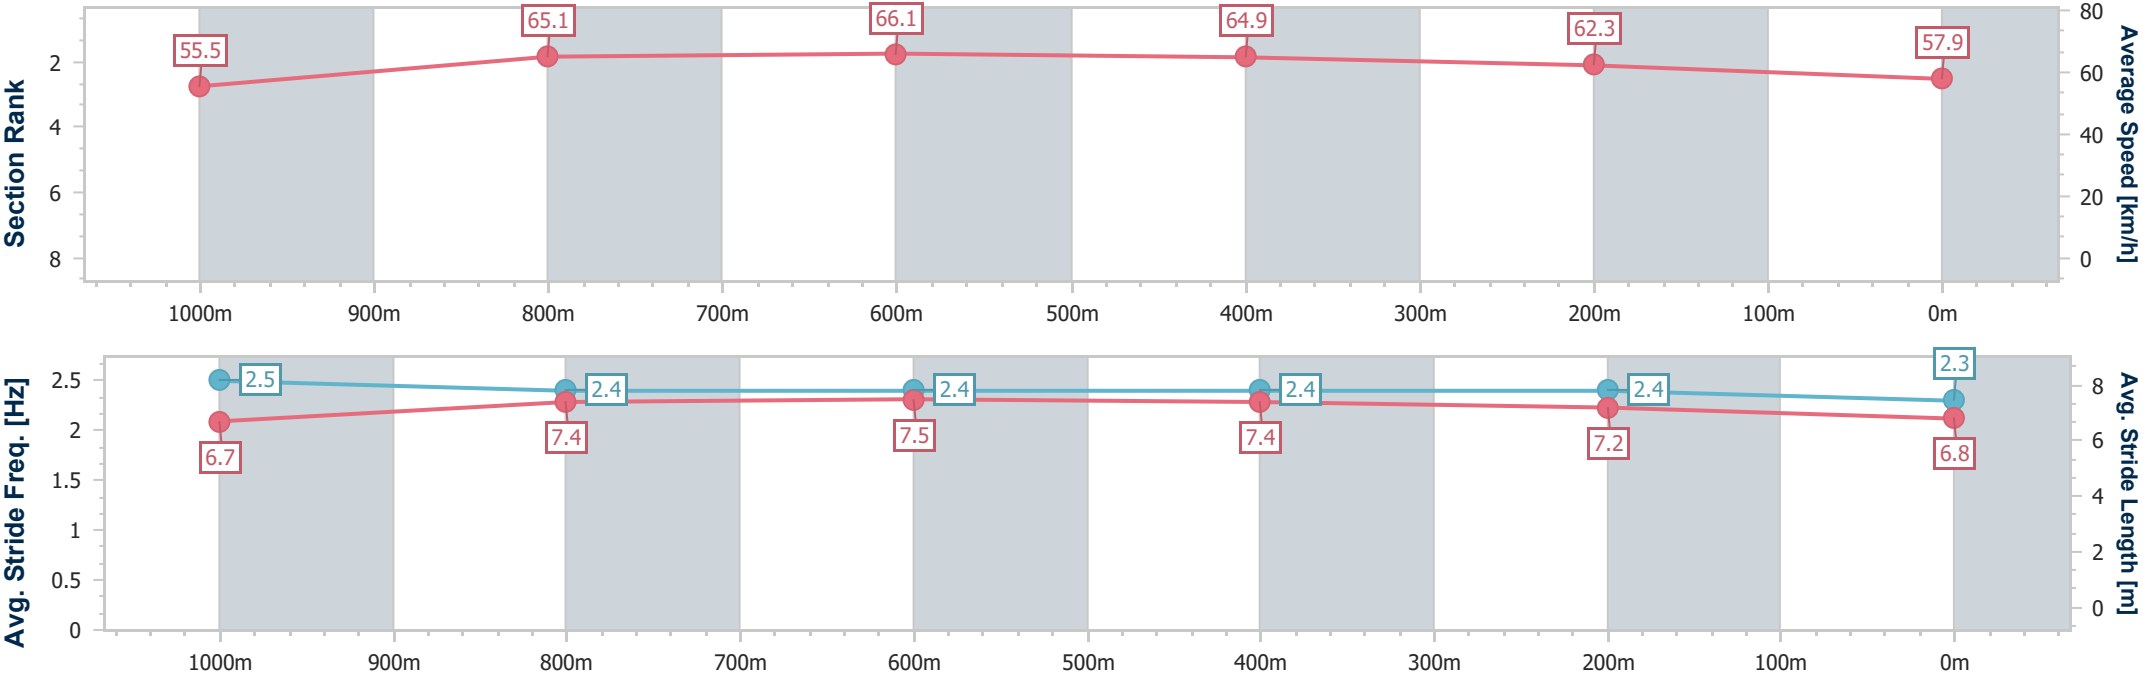 55.5 65.1 66.1 64.9 62.3 57.9
Section Rank
2
4
6
8
80
60
40
20
0
Average Speed [km/h]
1000m 900m 800m 700m 600m 500m 400m 300m 200m 100m 0m
2.5 2.4 2.4 2.4 2.4 2.3
6.7 7.4 7.5 7.4 7.2 6.8
Avg. Stride Freq. [Hz]
2.5
2
1.5
1
0.5
0
8
6
4
2
0
Avg. Stride Length [m]
1000m 900m 800m 700m 600m 500m 400m 300m 200m 100m 0m